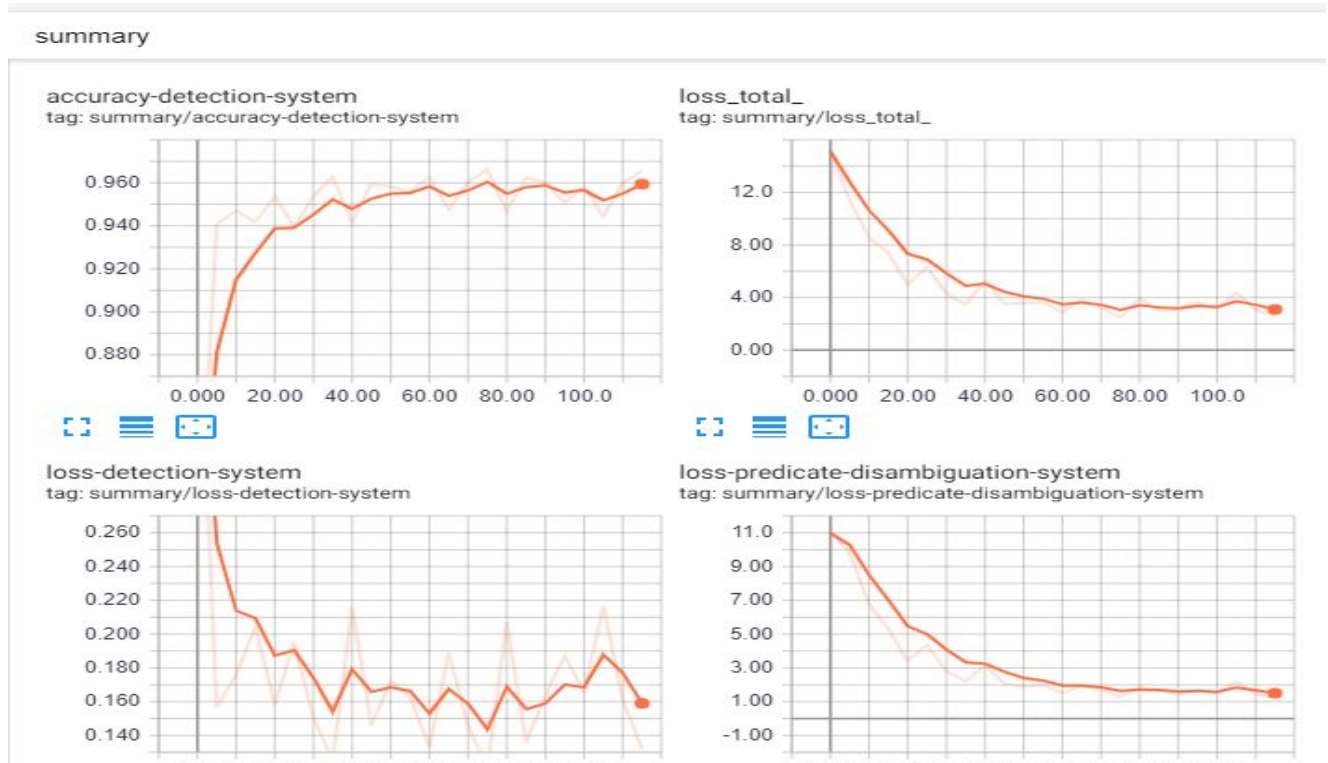 summary
accuracy-detection-system
tag: summary/accuracy-detection-system
0.960
0.940
0.920
0.900
0.880
0.000 20.00 40.00 60.00 80.00 100.0
loss_total_
tag: summary/loss_total_
12.0
8.00
4.00
0.00
0.000 20.00 40.00 60.00 80.00 100.0
loss-detection-system
tag: summary/loss-detection-system
0.260
0.240
0.220
0.200
0.180
0.160
0.140
loss-predicate-disambiguation-system
tag: summary/loss-predicate-disambiguation-system
11.0
9.00
7.00
5.00
3.00
1.00
-1.00